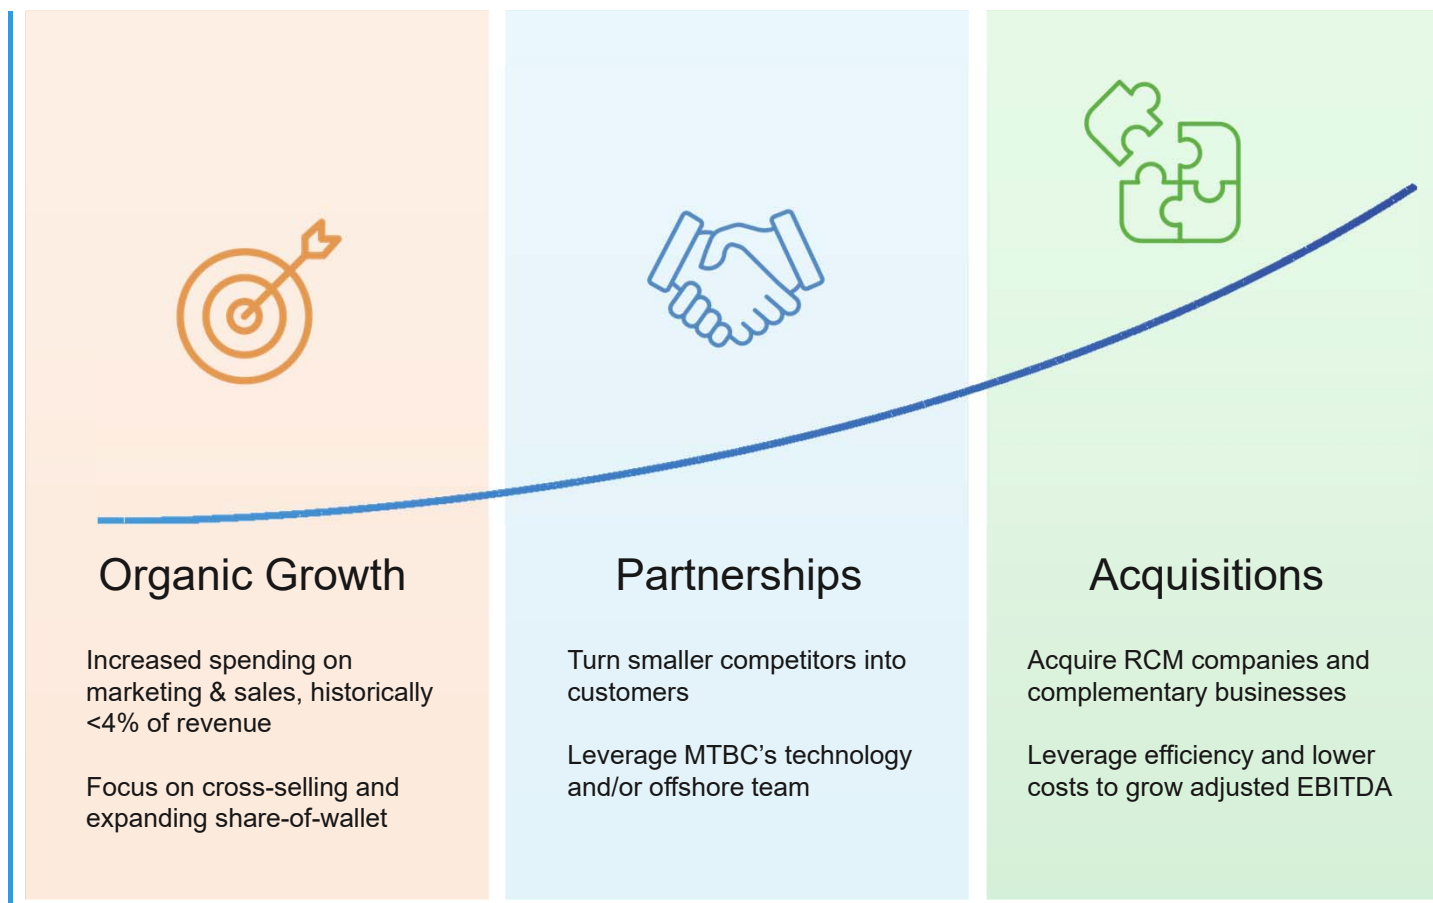 Organic Growth
Increased spending on
marketing & sales, historically
<4% of revenue
Focus on cross-selling and
expanding share-of-wallet
Partnerships
Turn smaller competitors into
customers
Leverage MTBC’s technology
and/or offshore team
Acquisitions
Acquire RCM companies and
complementary businesses
Leverage efficiency and lower
costs to grow adjusted EBITDA